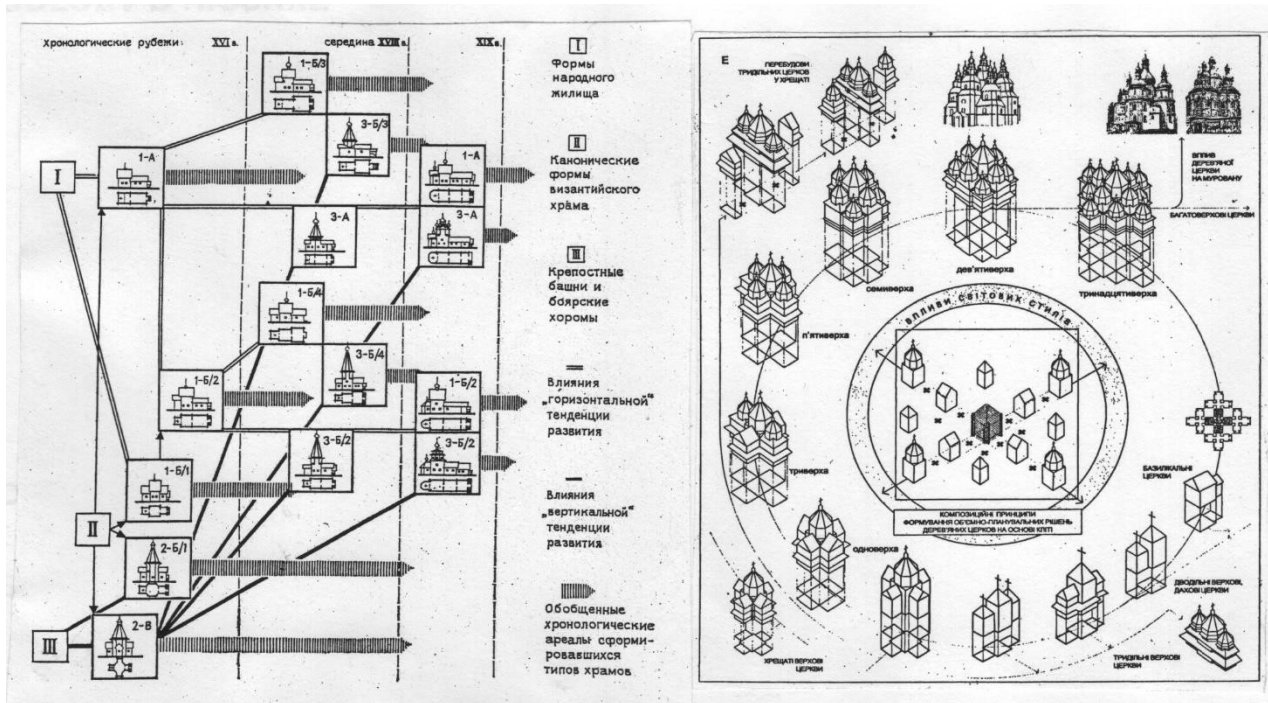 Хронологические рубежи:
XVI в.
середина XVIII в.
XIX в.
1-Б/3
3-Б/3
1-А
1-А
3-А
3-А
1-Б/4
3-Б/4
1-Б/2
1-Б/2
3-Б/2
3-Б/2
1-Б/1
2-Б/1
2-В
I
II
III
I
Формы
народного
жилища
II
Канонические
формы
византийского
храма
III
Крепостные
башни и
боярские
хоромы
Влияния
„горизонтальной“
тенденции
развития
Влияния
„вертикальной“
тенденции
развития
Обобщенные
хронологические
ареалы сформи-
ровавшихся
типов храмов
Е
ПЕРЕБУДОВИ
ТРИДІЛЬНИХ ЦЕРКОВ
У ХРЕЩАТІ
ВПЛИВ
ДЕРЕВ'ЯНОЇ
ЦЕРКВИ
НА МУРОВАНУ
БАГАТОВЕРХОВІ ЦЕРКВИ
дев'ятиверха
семиверха
тринадцятиверха
п'ятиверха
ВПЛИВИ СВІТОВИХ СТИЛІВ
триверха
БАЗИЛІКАЛЬНІ
ЦЕРКВИ
КОМПОЗИЦІЙНІ ПРИНЦИПИ
ФОРМУВАННЯ ОБ'ЄМНО-ПЛАНУВАЛЬНИХ РІШЕНЬ
ДЕРЕВ'ЯНИХ ЦЕРКОВ НА ОСНОВІ КЛІТІ
одноверха
ДВОДІЛЬНІ ВЕРХОВІ,
ДАХОВІ ЦЕРКВИ
ХРЕЩАТІ ВЕРХОВІ
ЦЕРКВИ
ТРИДІЛЬНІ ВЕРХОВІ
ЦЕРКВИ